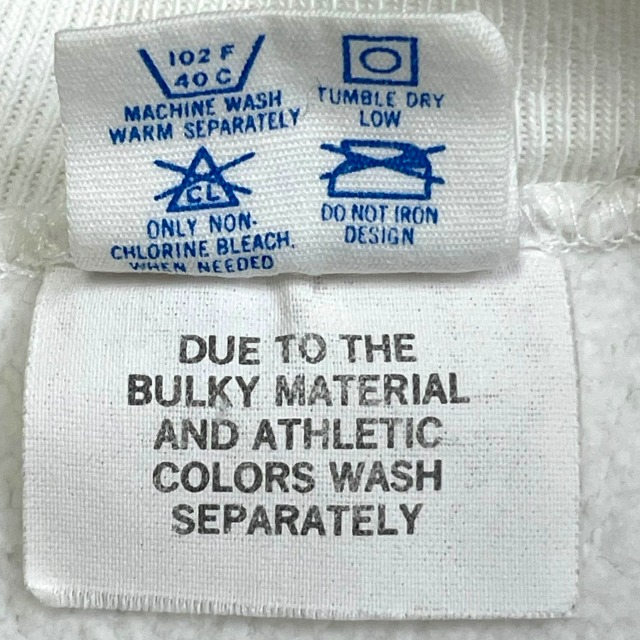 102 F
40 C
MACHINE WASH
WARM SEPARATELY
TUMBLE DRY
LOW
CL
ONLY NON-
CHLORINE BLEACH.
WHEN NEEDED
DO NOT IRON
DESIGN
DUE TO THE
BULKY MATERIAL
AND ATHLETIC
COLORS WASH
SEPARATELY